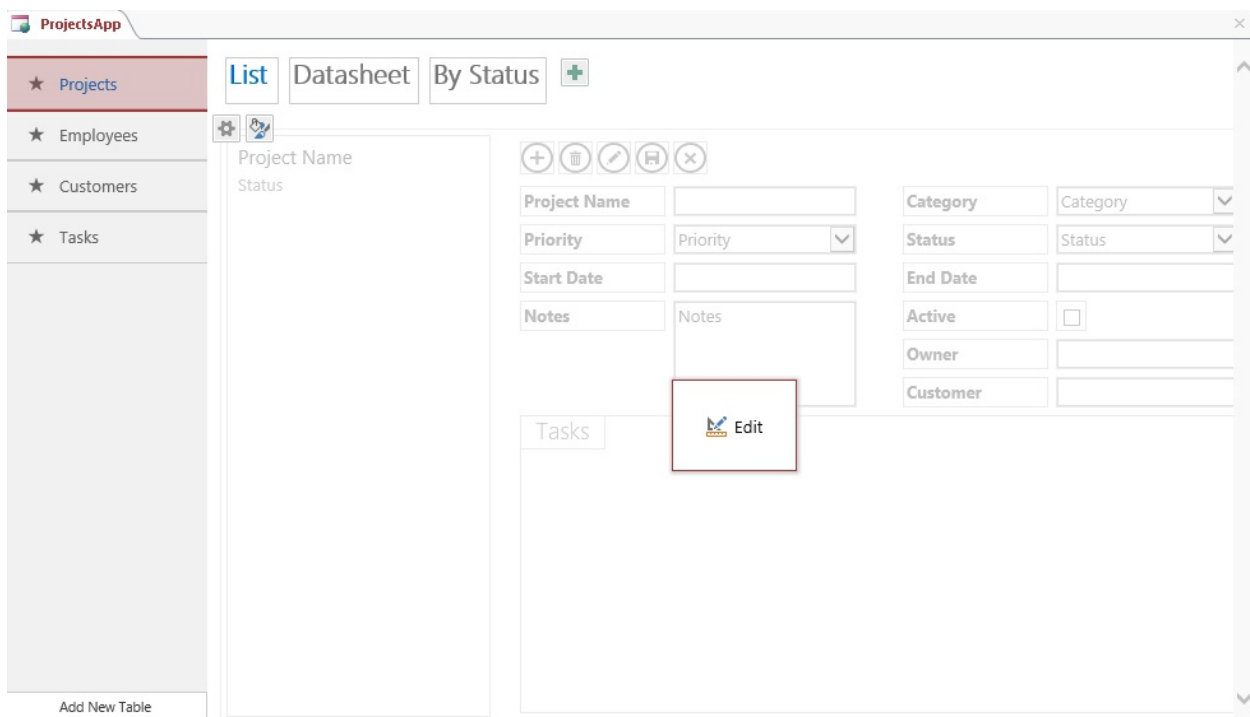 ProjectsApp
Projects
Employees
Customers
Tasks
Add New Table
List Datasheet By Status
Project Name
Status
Project Name Category Category
Priority Priority Status Status
Start Date End Date
Notes Notes Active
Owner
Customer
Tasks
Edit